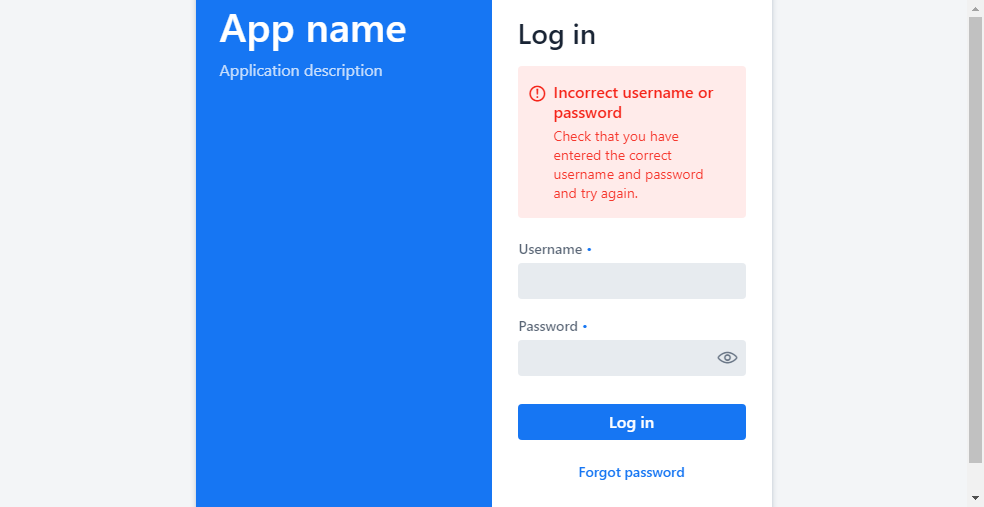 App name
Application description
Log in
Incorrect username or
password
Check that you have
entered the correct
username and password
and try again.
Username •
Password •
Log in
Forgot password